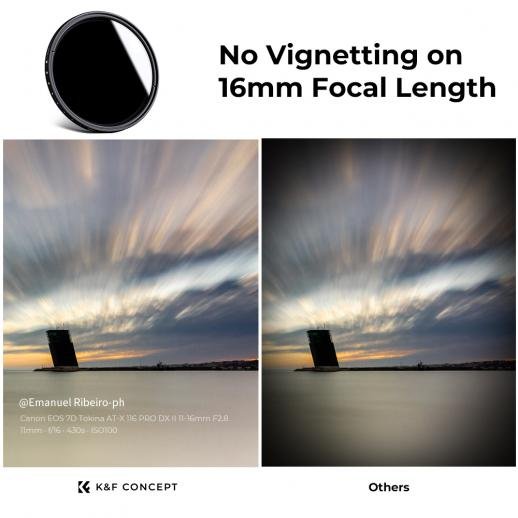 No Vignetting on
16mm Focal Length
@Emanuel Ribeiro-ph
Canon EOS 7D Tokina AT-X 116 PRO DX II 11-16mm F2.8
11mm · f/16 · 430s · ISO100
K&F CONCEPT
Others